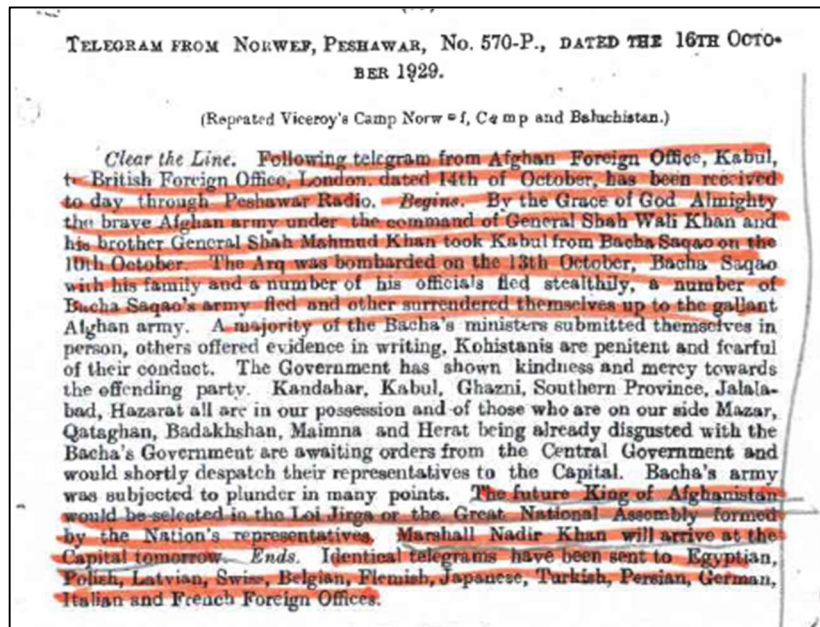 TELEGRAM FROM NORWEF, PESHAWAR, No. 570-P., DATED THE 16TH OCTO-
BER 1929.
(Repeated Viceroy's Camp Norwef, Camp and Baluchistan.)
Clear the Line. Following telegram from Afghan Foreign Office, Kabul,
to British Foreign Office, London, dated 14th of October, has been received
to day through Peshawar Radio. Begins. By the Grace of God Almighty
the brave Afghan army under the command of General Shah Wali Khan and
his brother General Shah Mahmud Khan took Kabul from Bacha Saqao on the
10th October. The Arq was bombarded on the 13th October, Bacha Saqao
with his family and a number of his officials fled stealthily, a number of
Bacha Saqao's army fled and other surrendered themselves up to the gallant
Afghan army. A majority of the Bacha's ministers submitted themselves in
person, others offered evidence in writing, Kohistanis are penitent and fearful
of their conduct. The Government has shown kindness and mercy towards
the offending party. Kandahar, Kabul, Ghazni, Southern Province, Jalala-
bad, Hazarat all are in our possession and of those who are on our side Mazar,
Qataghan, Badakhshan, Maimna and Herat being already disgusted with the
Bacha's Government are awaiting orders from the Central Government and
would shortly despatch their representatives to the Capital. Bacha's army
was subjected to plunder in many points. The future King of Afghanistan
would be selected in the Loi Jirga or the Great National Assembly formed
by the Nation's representatives. Marshall Nadir Khan will arrive at the
Capital tomorrow. Ends. Identical telegrams have been sent to Egyptian,
Polish, Latvian, Swiss, Belgian, Flemish, Japanese, Turkish, Persian, German,
Italian and French Foreign Offices.